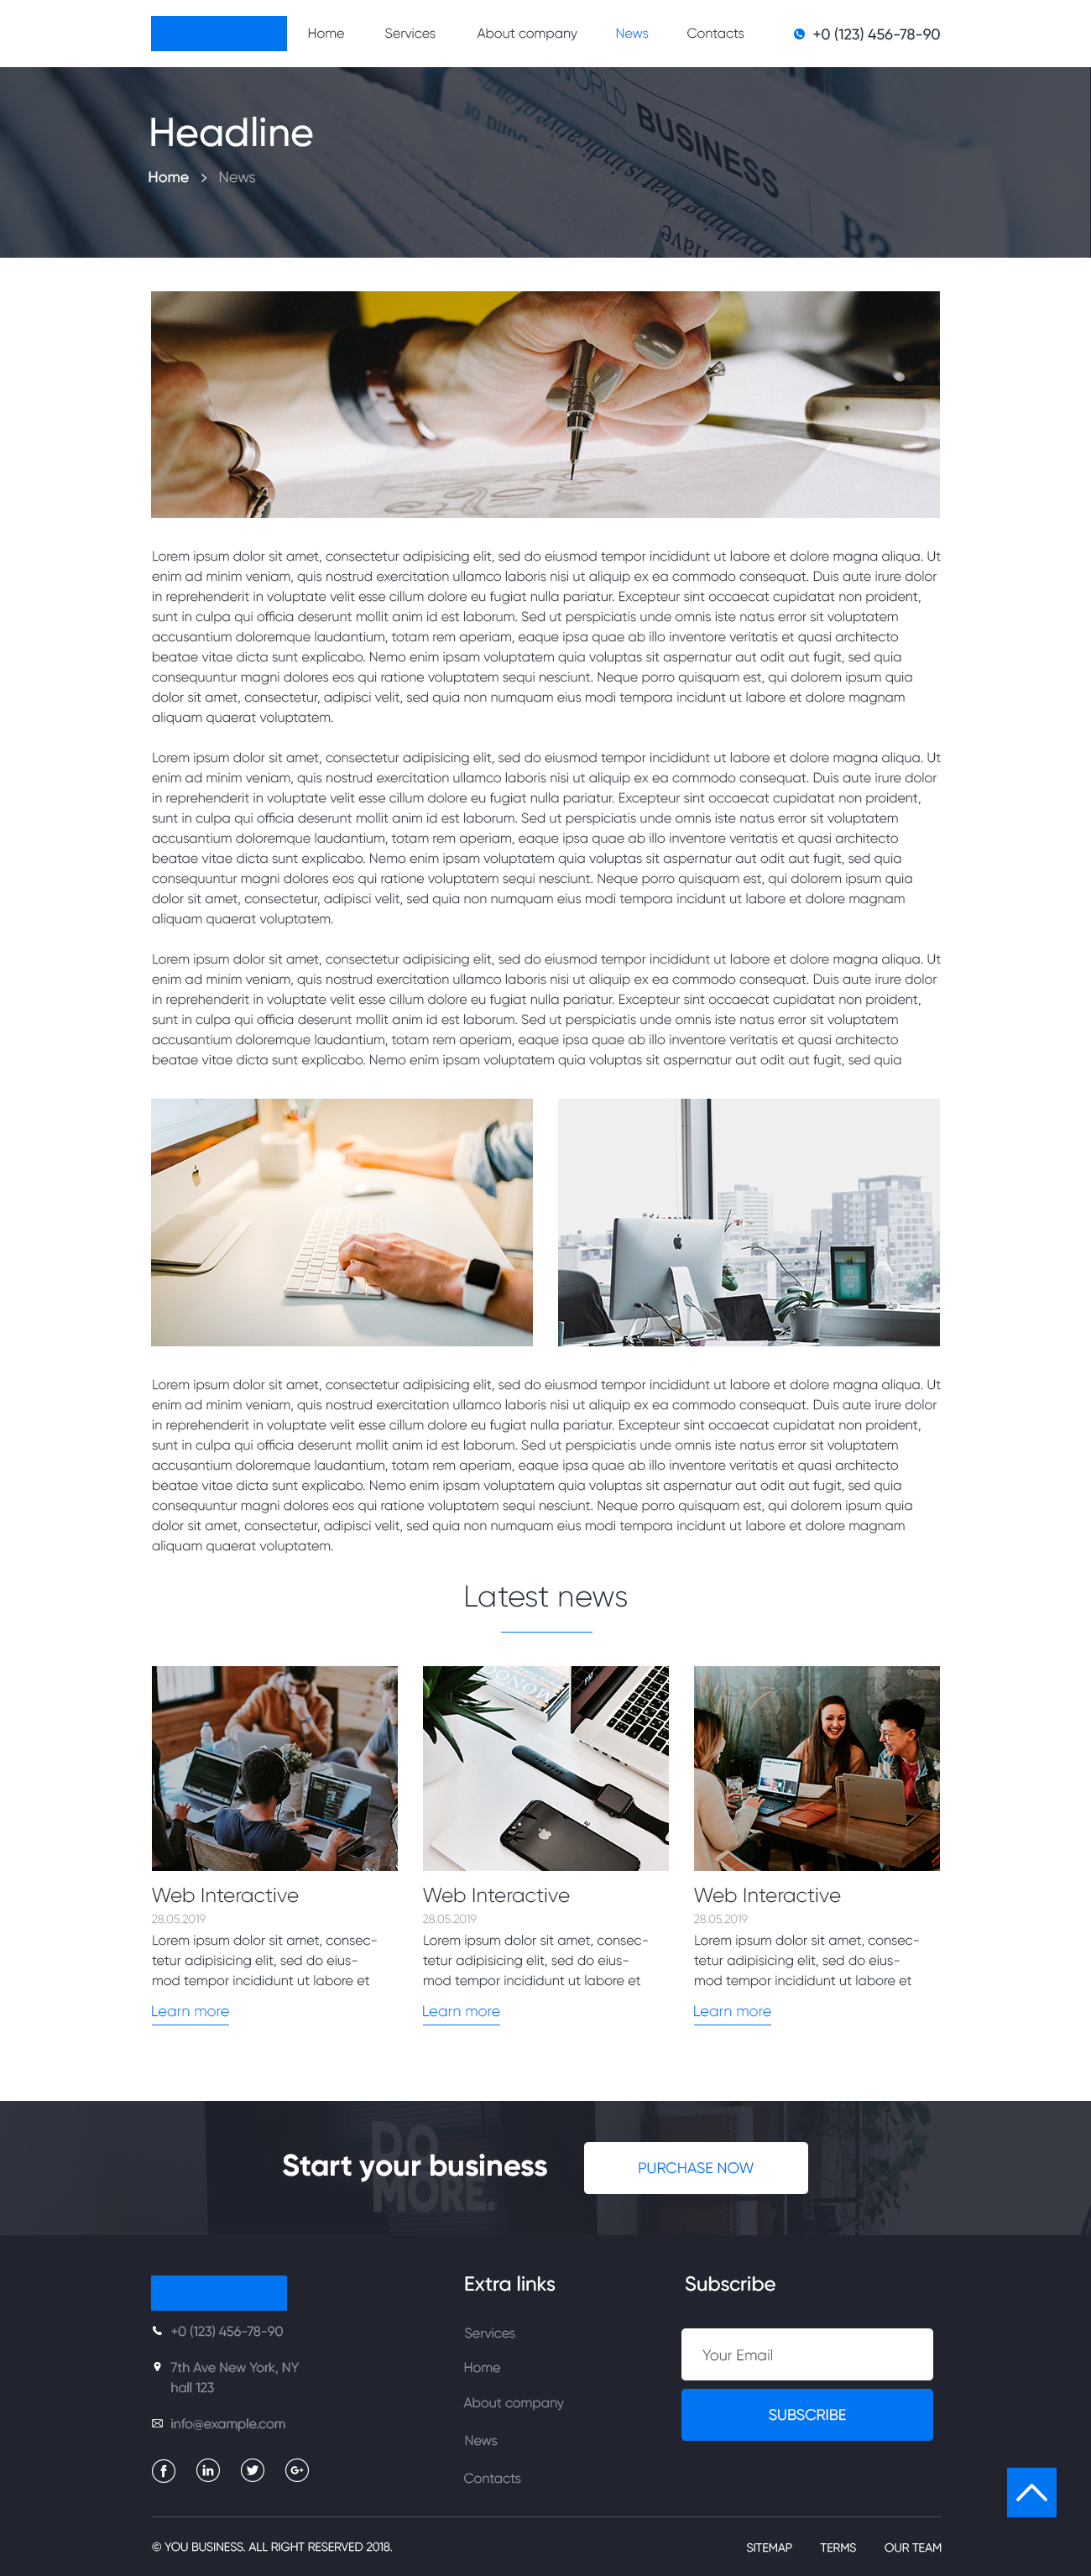 Home Services About company News Contacts +0 (123) 456-78-90
WORLD BUSINESS
B3
Headline
Home > News
Lorem ipsum dolor sit amet, consectetur adipisicing elit, sed do eiusmod tempor incididunt ut labore et dolore magna aliqua. Ut
enim ad minim veniam, quis nostrud exercitation ullamco laboris nisi ut aliquip ex ea commodo consequat. Duis aute irure dolor
in reprehenderit in voluptate velit esse cillum dolore eu fugiat nulla pariatur. Excepteur sint occaecat cupidatat non proident,
sunt in culpa qui officia deserunt mollit anim id est laborum. Sed ut perspiciatis unde omnis iste natus error sit voluptatem
accusantium doloremque laudantium, totam rem aperiam, eaque ipsa quae ab illo inventore veritatis et quasi architecto
beatae vitae dicta sunt explicabo. Nemo enim ipsam voluptatem quia voluptas sit aspernatur aut odit aut fugit, sed quia
consequuntur magni dolores eos qui ratione voluptatem sequi nesciunt. Neque porro quisquam est, qui dolorem ipsum quia
dolor sit amet, consectetur, adipisci velit, sed quia non numquam eius modi tempora incidunt ut labore et dolore magnam
aliquam quaerat voluptatem.
Lorem ipsum dolor sit amet, consectetur adipisicing elit, sed do eiusmod tempor incididunt ut labore et dolore magna aliqua. Ut
enim ad minim veniam, quis nostrud exercitation ullamco laboris nisi ut aliquip ex ea commodo consequat. Duis aute irure dolor
in reprehenderit in voluptate velit esse cillum dolore eu fugiat nulla pariatur. Excepteur sint occaecat cupidatat non proident,
sunt in culpa qui officia deserunt mollit anim id est laborum. Sed ut perspiciatis unde omnis iste natus error sit voluptatem
accusantium doloremque laudantium, totam rem aperiam, eaque ipsa quae ab illo inventore veritatis et quasi architecto
beatae vitae dicta sunt explicabo. Nemo enim ipsam voluptatem quia voluptas sit aspernatur aut odit aut fugit, sed quia
consequuntur magni dolores eos qui ratione voluptatem sequi nesciunt. Neque porro quisquam est, qui dolorem ipsum quia
dolor sit amet, consectetur, adipisci velit, sed quia non numquam eius modi tempora incidunt ut labore et dolore magnam
aliquam quaerat voluptatem.
Lorem ipsum dolor sit amet, consectetur adipisicing elit, sed do eiusmod tempor incididunt ut labore et dolore magna aliqua. Ut
enim ad minim veniam, quis nostrud exercitation ullamco laboris nisi ut aliquip ex ea commodo consequat. Duis aute irure dolor
in reprehenderit in voluptate velit esse cillum dolore eu fugiat nulla pariatur. Excepteur sint occaecat cupidatat non proident,
sunt in culpa qui officia deserunt mollit anim id est laborum. Sed ut perspiciatis unde omnis iste natus error sit voluptatem
accusantium doloremque laudantium, totam rem aperiam, eaque ipsa quae ab illo inventore veritatis et quasi architecto
beatae vitae dicta sunt explicabo. Nemo enim ipsam voluptatem quia voluptas sit aspernatur aut odit aut fugit, sed quia
Lorem ipsum dolor sit amet, consectetur adipisicing elit, sed do eiusmod tempor incididunt ut labore et dolore magna aliqua. Ut
enim ad minim veniam, quis nostrud exercitation ullamco laboris nisi ut aliquip ex ea commodo consequat. Duis aute irure dolor
in reprehenderit in voluptate velit esse cillum dolore eu fugiat nulla pariatur. Excepteur sint occaecat cupidatat non proident,
sunt in culpa qui officia deserunt mollit anim id est laborum. Sed ut perspiciatis unde omnis iste natus error sit voluptatem
accusantium doloremque laudantium, totam rem aperiam, eaque ipsa quae ab illo inventore veritatis et quasi architecto
beatae vitae dicta sunt explicabo. Nemo enim ipsam voluptatem quia voluptas sit aspernatur aut odit aut fugit, sed quia
consequuntur magni dolores eos qui ratione voluptatem sequi nesciunt. Neque porro quisquam est, qui dolorem ipsum quia
dolor sit amet, consectetur, adipisci velit, sed quia non numquam eius modi tempora incidunt ut labore et dolore magnam
aliquam quaerat voluptatem.
Latest news
Web Interactive
28.05.2019
Lorem ipsum dolor sit amet, consec-
tetur adipisicing elit, sed do eius-
mod tempor incididunt ut labore et
Learn more
Web Interactive
28.05.2019
Lorem ipsum dolor sit amet, consec-
tetur adipisicing elit, sed do eius-
mod tempor incididunt ut labore et
Learn more
Web Interactive
28.05.2019
Lorem ipsum dolor sit amet, consec-
tetur adipisicing elit, sed do eius-
mod tempor incididunt ut labore et
Learn more
DO
MORE.
Start your business
PURCHASE NOW
+0 (123) 456-78-90
7th Ave New York, NY
hall 123
info@example.com
Extra links
Services
Home
About company
News
Contacts
Subscribe
Your Email
SUBSCRIBE
© YOU BUSINESS. ALL RIGHT RESERVED 2018.
SITEMAP TERMS OUR TEAM